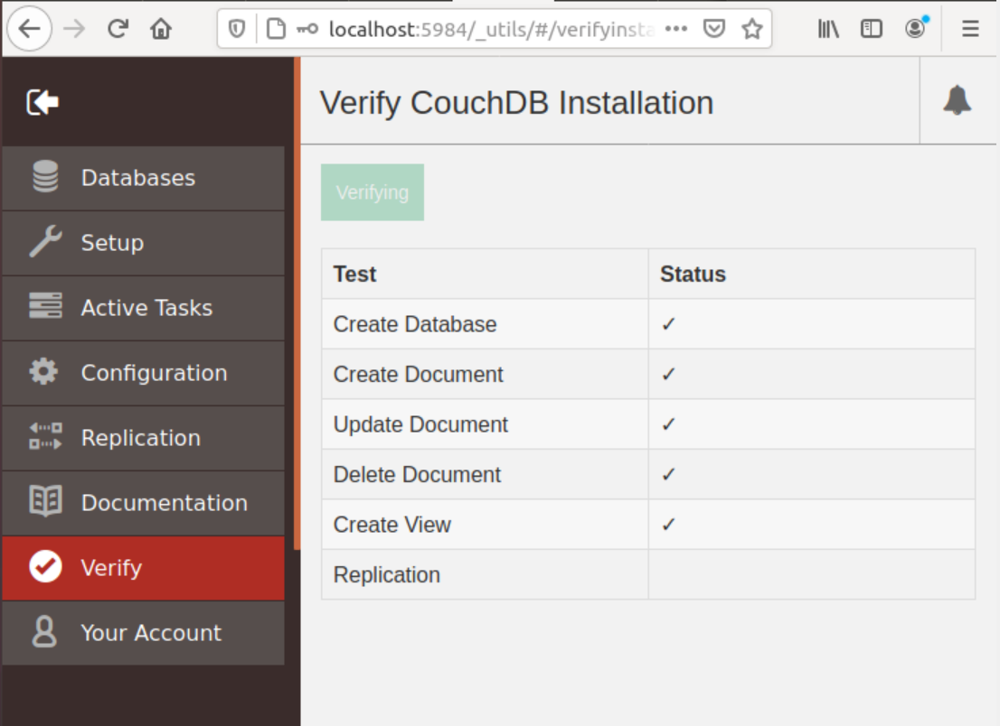 localhost:5984/_utils/#/verifyinsta
Verify CouchDB Installation
Databases
Setup
Active Tasks
Configuration
Replication
Documentation
Verify
Your Account
Verifying
Test Status
Create Database ✓
Create Document ✓
Update Document ✓
Delete Document ✓
Create View ✓
Replication